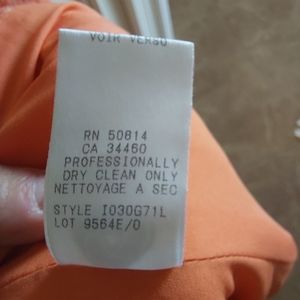 VOIR VERSO
RN 50814
CA 34460
PROFESSIONALLY
DRY CLEAN ONLY
NETTOYAGE A SEC
STYLE I030G71L
LOT 9564E/0